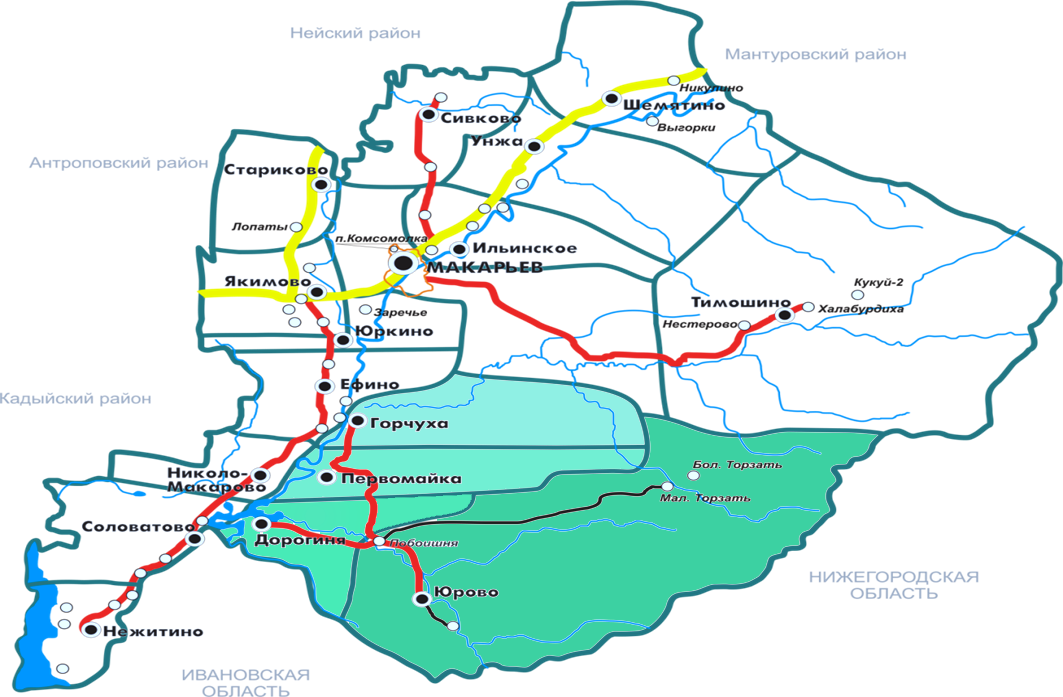 Нейский район
Мантуровский район
Никулино
Шемятино
Сивково
Выгорки
Унжа
Антроповский район
Стариково
Лопаты
п.Комсомолка
Ильинское
МАКАРЬЕВ
Якимово
Кукуй-2
Тимошино
Халабурдиха
Заречье
Нестерово
Юркино
Ефино
Кадыйский район
Горчуха
Николо-
Макарово
Первомайка
Бол. Торзать
Мал. Торзать
Соловатово
Дорогиня
Побоишня
НИЖЕГОРОДСКАЯ
ОБЛАСТЬ
Юрово
Нежитино
ИВАНОВСКАЯ
ОБЛАСТЬ